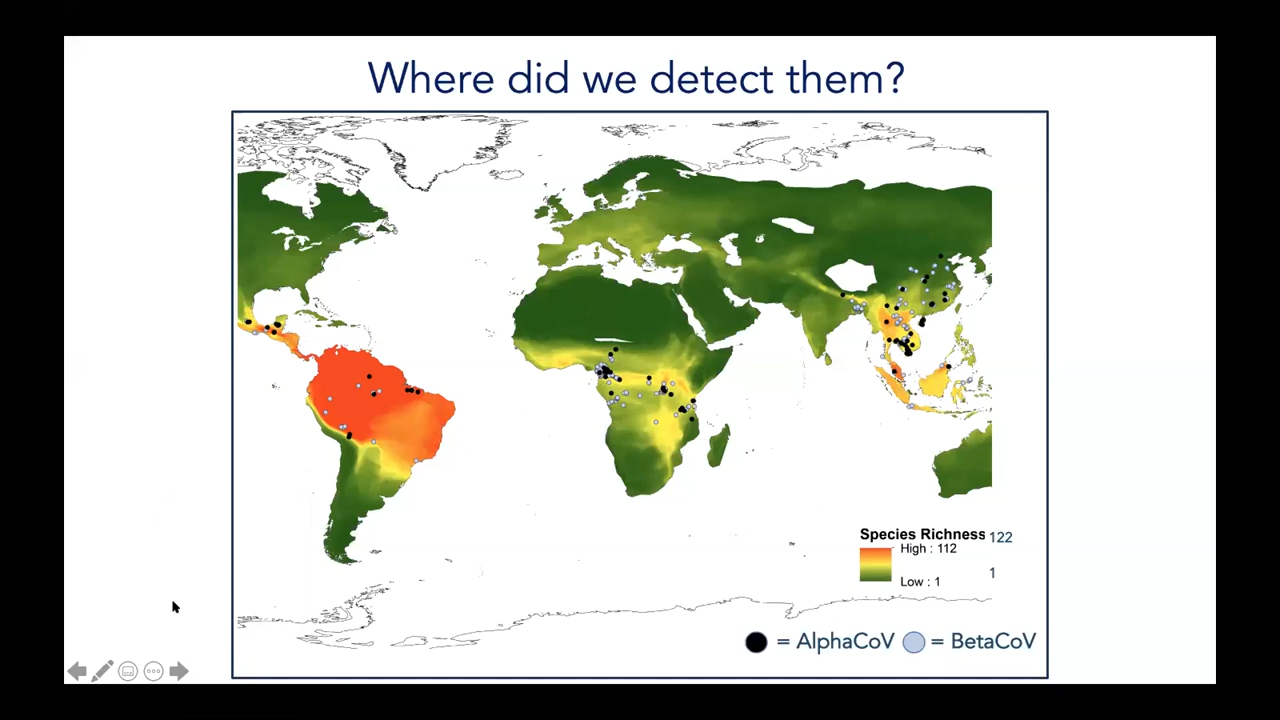 Where did we detect them?
Species Richness 122
High : 112
Low : 1 1
= AlphaCoV = BetaCoV